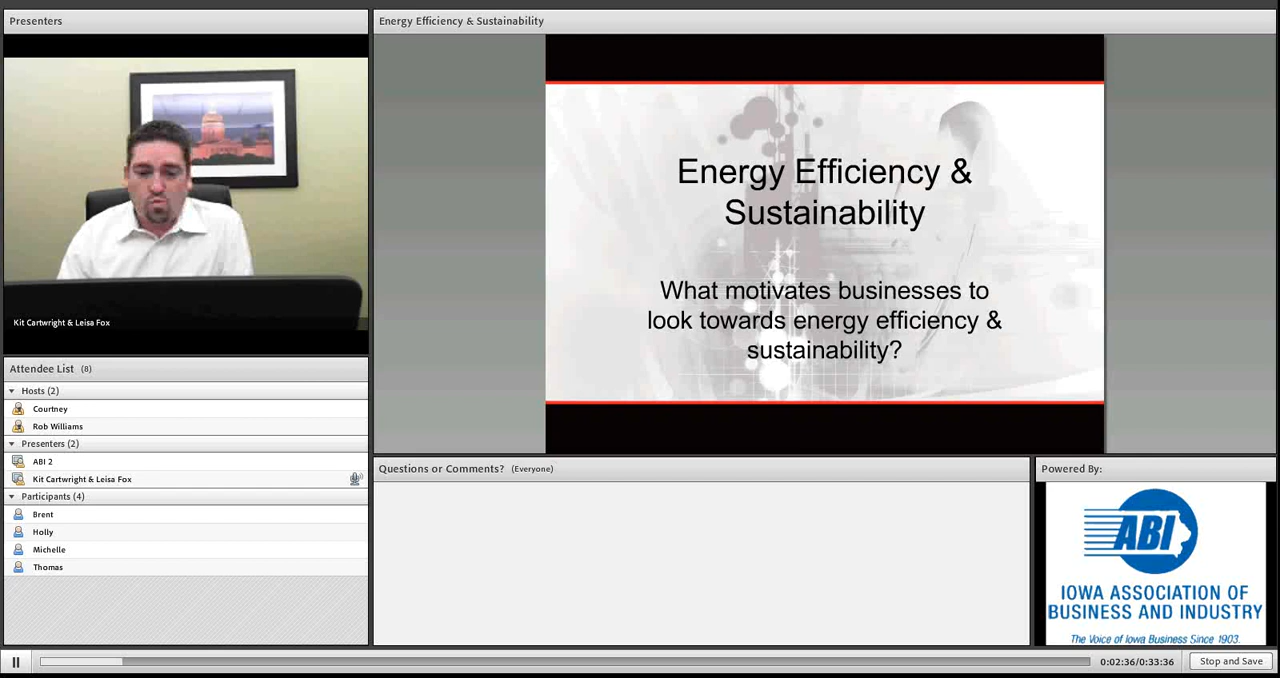 Presenters
Kit Cartwright & Leisa Fox
Attendee List (8)
Hosts (2)
Courtney
Rob Williams
Presenters (2)
ABI 2
Kit Cartwright & Leisa Fox
Participants (4)
Brent
Holly
Michelle
Thomas
Energy Efficiency & Sustainability
Energy Efficiency &
Sustainability
What motivates businesses to
look towards energy efficiency &
sustainability?
Questions or Comments? (Everyone)
Powered By:
ABI
IOWA ASSOCIATION OF
BUSINESS AND INDUSTRY
The Voice of Iowa Business Since 1903.
0:02:36/0:33:36
Stop and Save